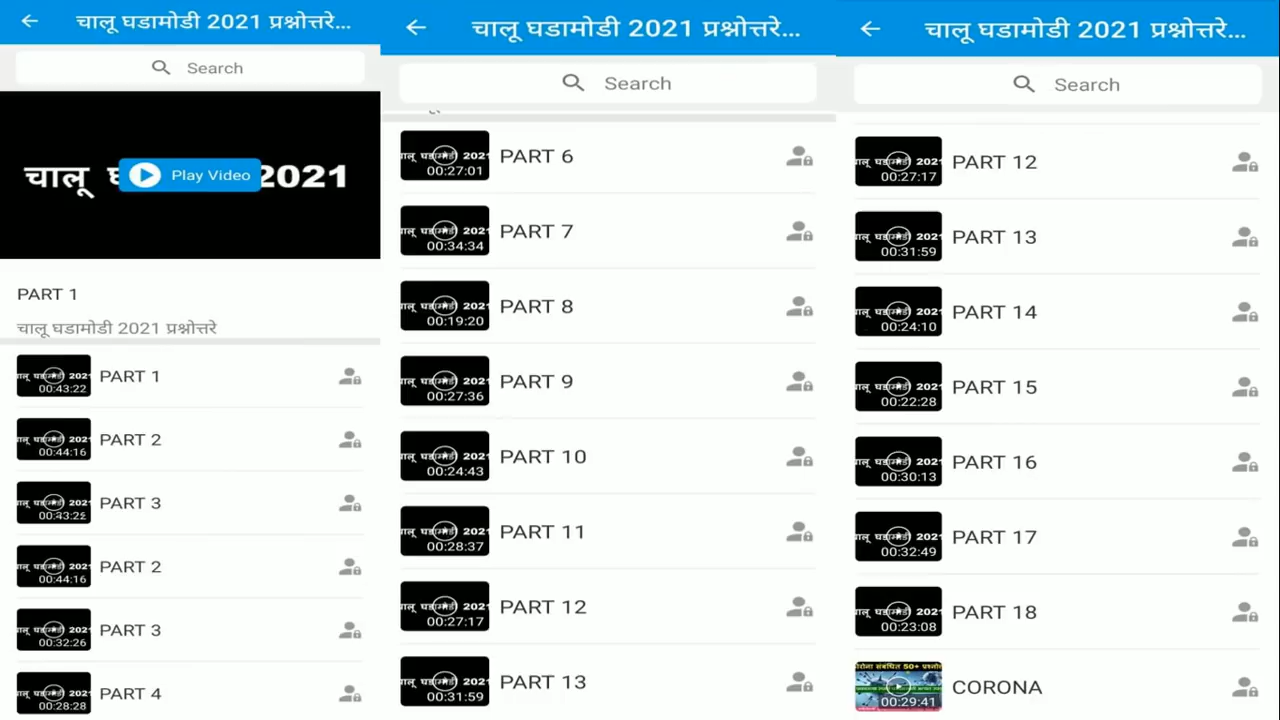 चालू घडामोडी 2021 प्रश्नोत्तरे...
Search
चालू घ
Play Video
2021
PART 1
चालू घडामोडी 2021 प्रश्नोत्तरे
00:43:22
PART 1
00:44:16
PART 2
00:43:22
PART 3
00:44:16
PART 2
00:32:26
PART 3
00:28:28
PART 4
चालू घडामोडी 2021 प्रश्नोत्तरे...
Search
00:27:01
PART 6
00:34:34
PART 7
00:19:20
PART 8
00:27:36
PART 9
00:24:43
PART 10
00:28:37
PART 11
00:27:17
PART 12
00:31:59
PART 13
चालू घडामोडी 2021 प्रश्नोत्तरे...
Search
00:27:17
PART 12
00:31:59
PART 13
00:24:10
PART 14
00:22:28
PART 15
00:30:13
PART 16
00:32:49
PART 17
00:23:08
PART 18
संबंधित 50+
00:29:41
CORONA